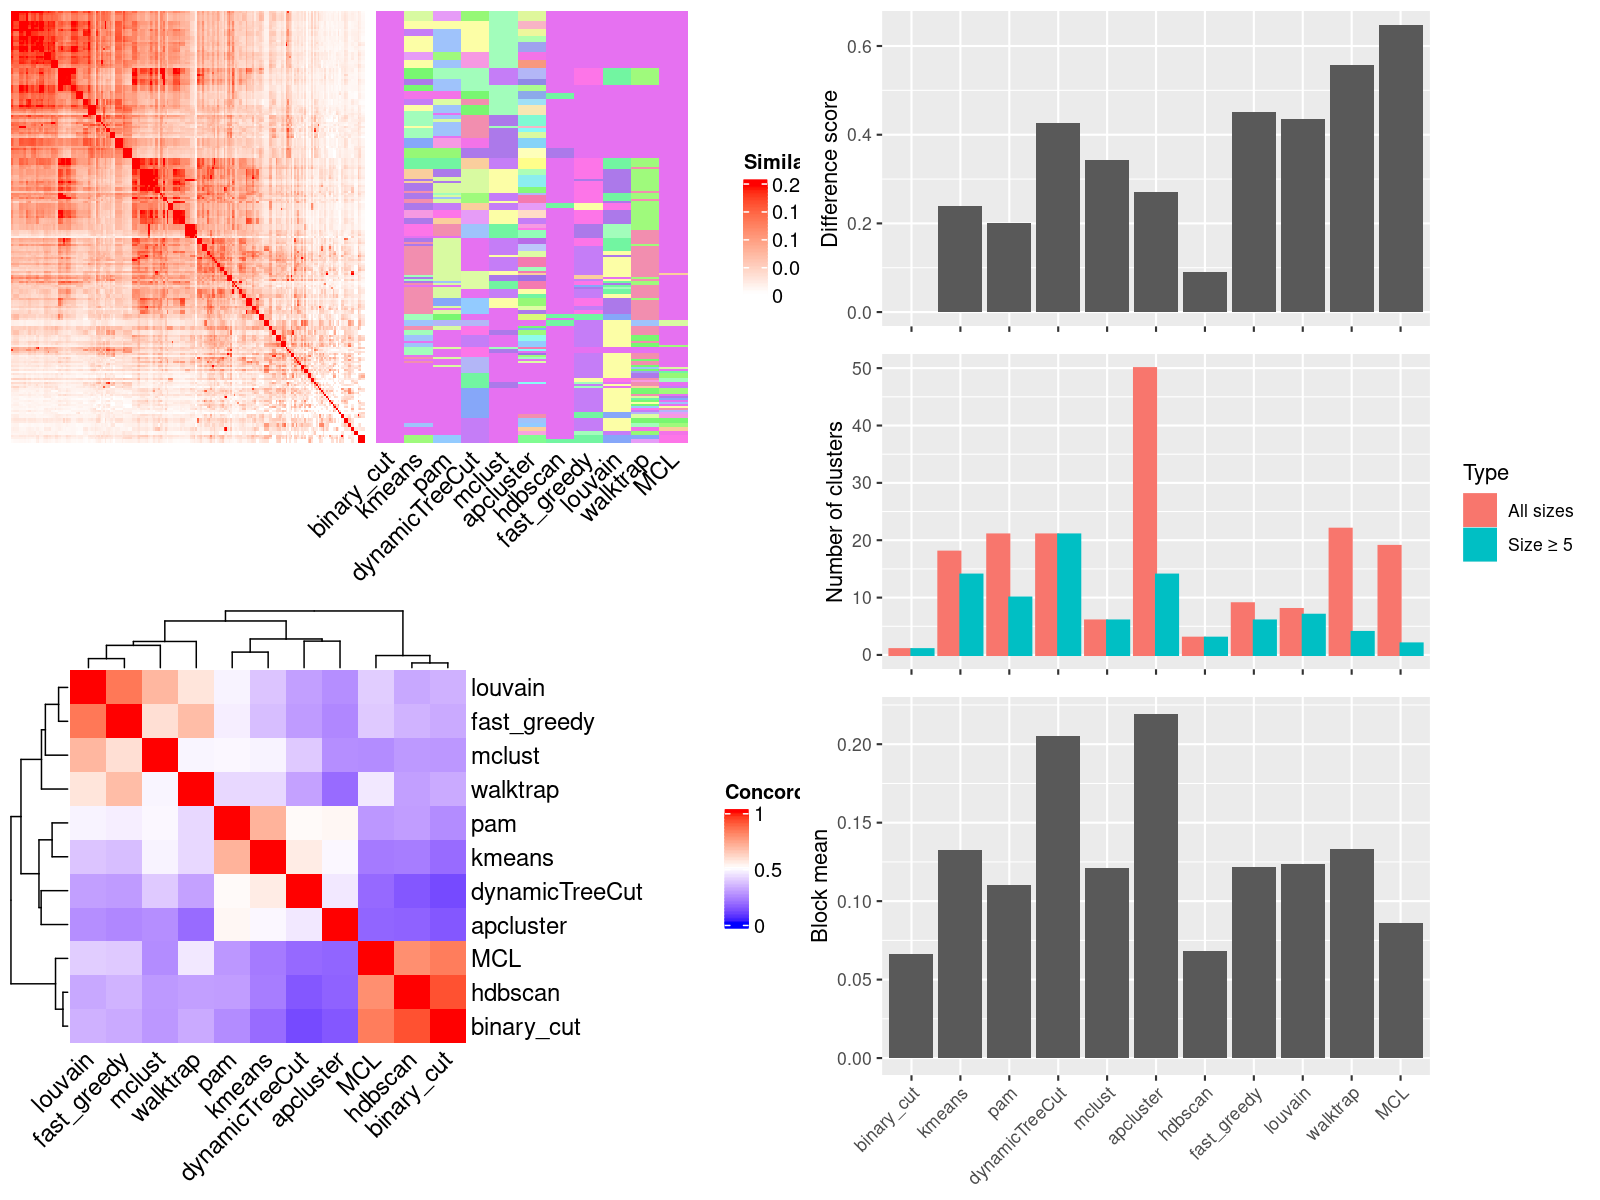 Simila
0.2
0.1
0.1
0.0
0
binary_cut
kmeans
pam
dynamicTreeCut
mclust
apcluster
hdbscan
fast_greedy
louvain
walktrap
MCL
louvain
fast_greedy
mclust
walktrap
pam
kmeans
dynamicTreeCut
apcluster
MCL
hdbscan
binary_cut
louvain
fast_greedy
mclust
walktrap
pam
kmeans
dynamicTreeCut
apcluster
MCL
hdbscan
binary_cut
Concord
1
0.5
0
Difference score
0.6
0.4
0.2
0.0
Number of clusters
50
40
30
20
10
0
Type
All sizes
Size ≥ 5
Block mean
0.20
0.15
0.10
0.05
0.00
binary_cut
kmeans
pam
dynamicTreeCut
mclust
apcluster
hdbscan
fast_greedy
louvain
walktrap
MCL